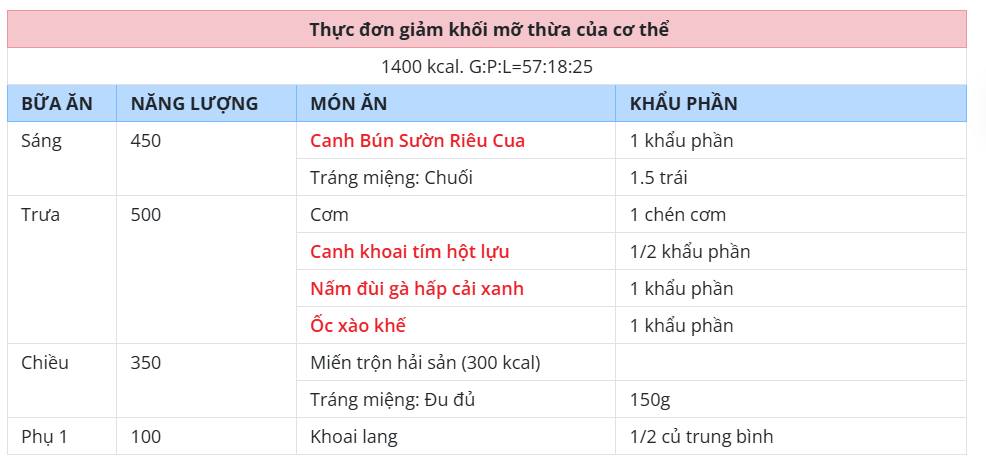 Thực đơn giảm khối mỡ thừa của cơ thể
1400 kcal. G:P:L=57:18:25
BỮA ĂN NĂNG LƯỢNG MÓN ĂN KHẨU PHẦN
Sáng 450 Canh Bún Sườn Riêu Cua 1 khẩu phần
Tráng miệng: Chuối 1.5 trái
Trưa 500 Cơm 1 chén cơm
Canh khoai tím hột lựu 1/2 khẩu phần
Nấm đùi gà hấp cải xanh 1 khẩu phần
Ốc xào khế 1 khẩu phần
Chiều 350 Miến trộn hải sản (300 kcal)
Tráng miệng: Đu đủ 150g
Phụ 1 100 Khoai lang 1/2 củ trung bình